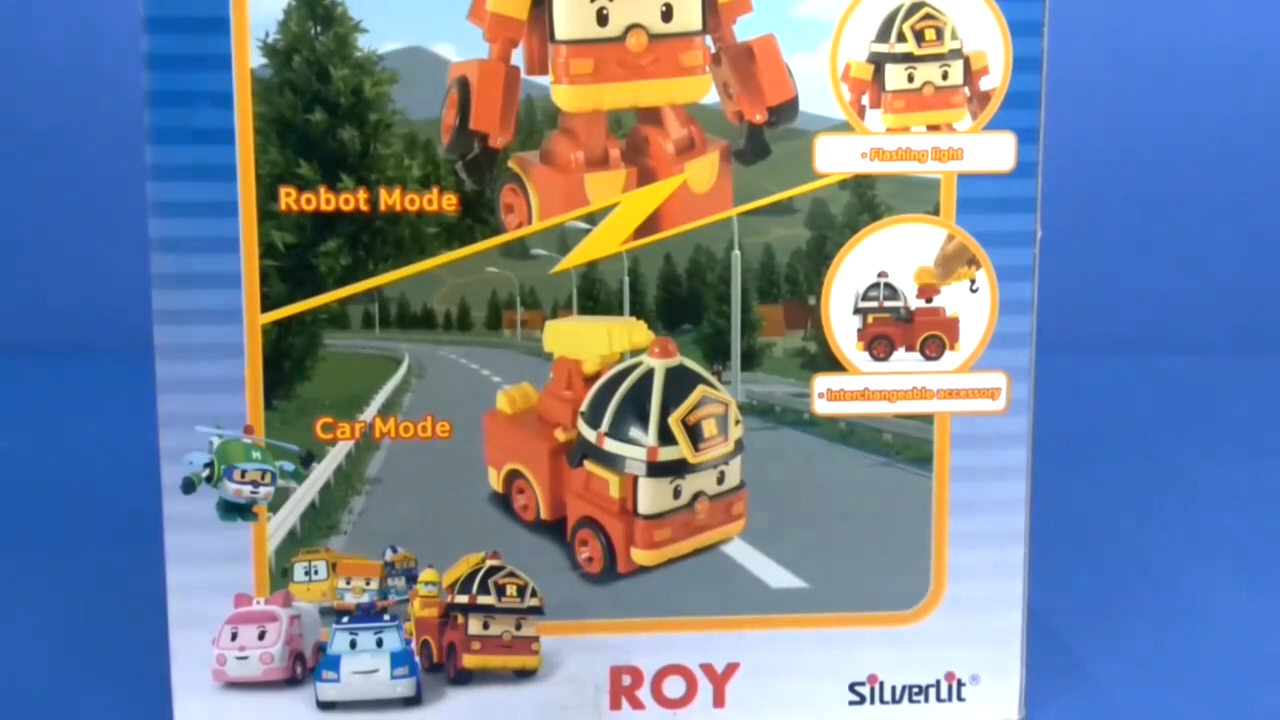 • Flashing light
Robot Mode
• Interchangeable accessory
Car Mode
R
H
R
ROY
SilverLit®